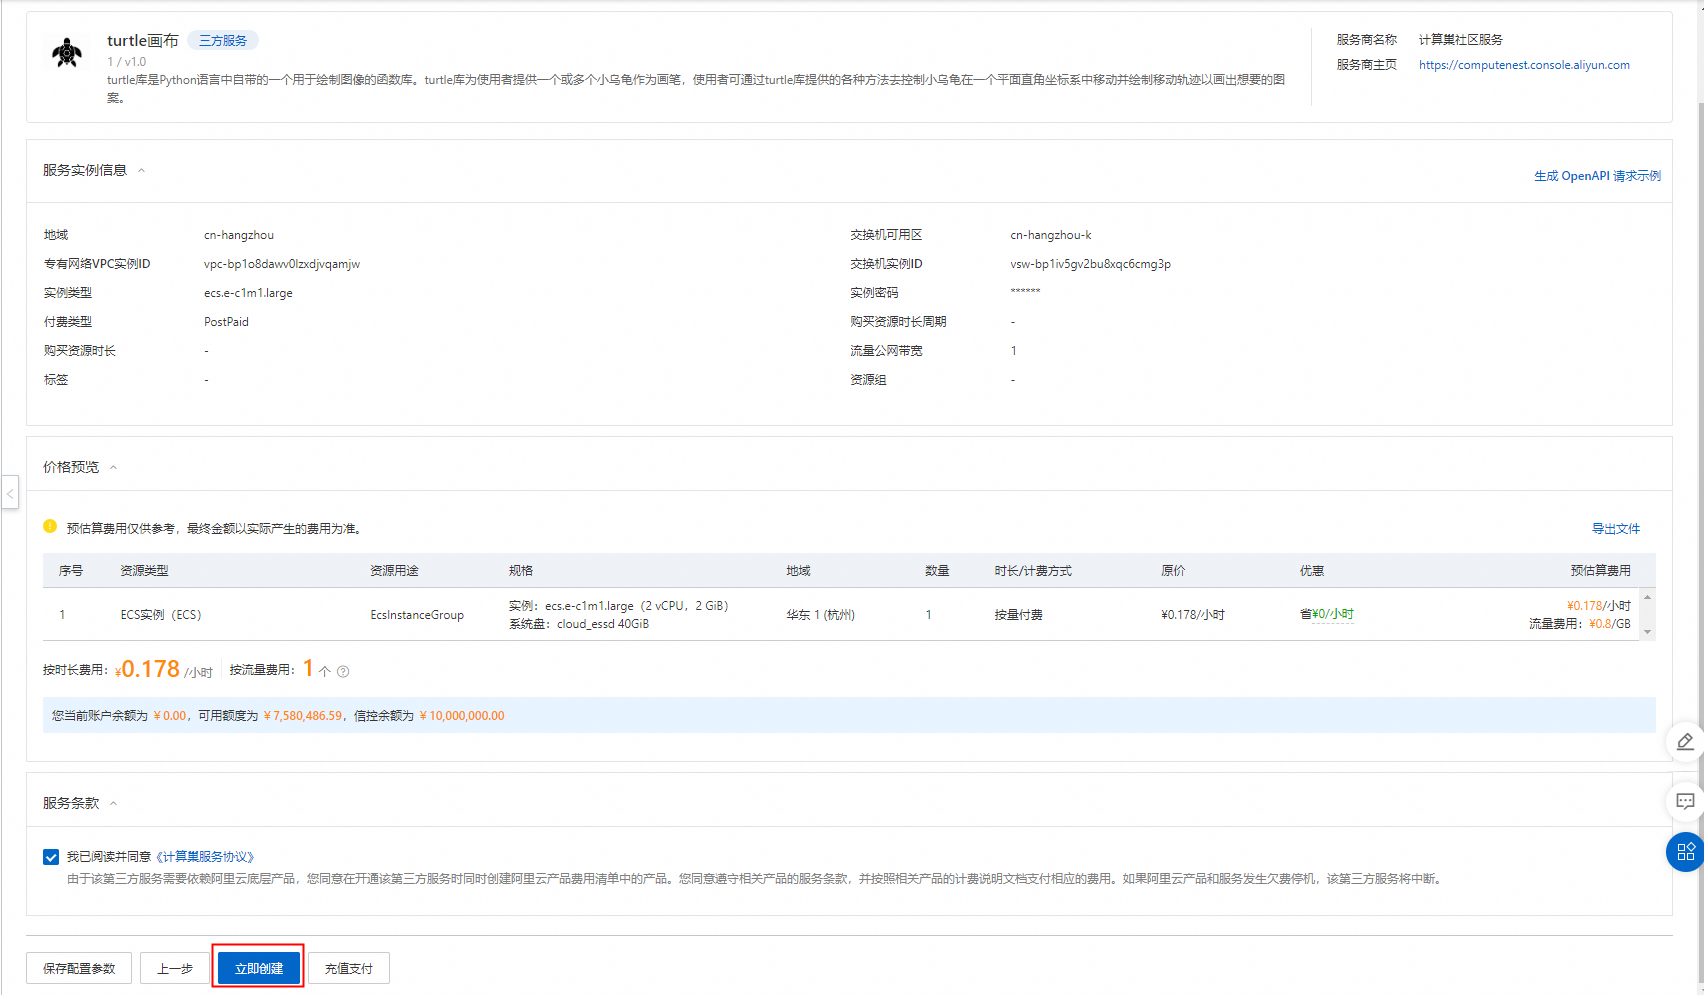 turtle画布 三方服务
1 / v1.0
turtle库是Python语言中自带的一个用于绘制图像的函数库。turtle库为使用者提供一个或多个小乌龟作为画笔，使用者可通过turtle库提供的各种方法去控制小乌龟在一个平面直角坐标系中移动并绘制移动轨迹以画出想要的图
案。
服务商名称 计算巢社区服务
服务商主页 https://computenest.console.aliyun.com
服务实例信息
生成 OpenAPI 请求示例
地域 cn-hangzhou 交换机可用区 cn-hangzhou-k
专有网络VPC实例ID vpc-bp1o8dawv0lzxdjvqamjw 交换机实例ID vsw-bp1iv5gv2bu8xqc6cmg3p
实例类型 ecs.e-c1m1.large 实例密码 ******
付费类型 PostPaid 购买资源时长周期 -
购买资源时长 - 流量公网带宽 1
标签 - 资源组 -
价格预览
预估算费用仅供参考，最终金额以实际产生的费用为准。 导出文件
序号 资源类型 资源用途 规格 地域 数量 时长/计费方式 原价 优惠 预估算费用
1 ECS实例（ECS） EcsInstanceGroup 实例：ecs.e-c1m1.large（2 vCPU，2 GiB） 华东 1 (杭州) 1 按量付费 ¥0.178/小时 省¥0/小时 ¥0.178/小时
系统盘：cloud_essd 40GiB 流量费用：¥0.8/GB
按时长费用：¥0.178 /小时 按流量费用：1 个
您当前账户余额为 ¥0.00，可用额度为 ¥7,580,486.59，信控余额为 ¥10,000,000.00
服务条款
我已阅读并同意《计算巢服务协议》
由于该第三方服务需要依赖阿里云底层产品，您同意在开通该第三方服务时同时创建阿里云产品费用清单中的产品。您同意遵守相关产品的服务条款，并按照相关产品的计费说明文档支付相应的费用。如果阿里云产品和服务发生欠费停机，该第三方服务将中断。
保存配置参数 上一步 立即创建 充值支付